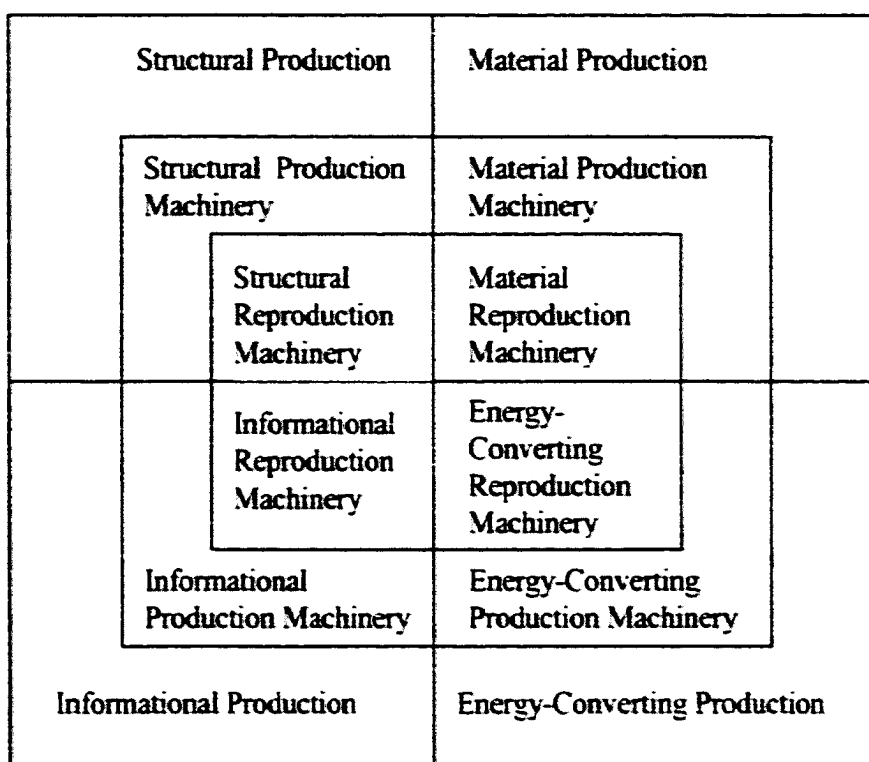 Structural Production
Material Production
Structural Production
Machinery
Material Production
Machinery
Structural
Reproduction
Machinery
Material
Reproduction
Machinery
Informational
Reproduction
Machinery
Energy-
Converting
Reproduction
Machinery
Informational
Production Machinery
Energy-Converting
Production Machinery
Informational Production
Energy-Converting Production